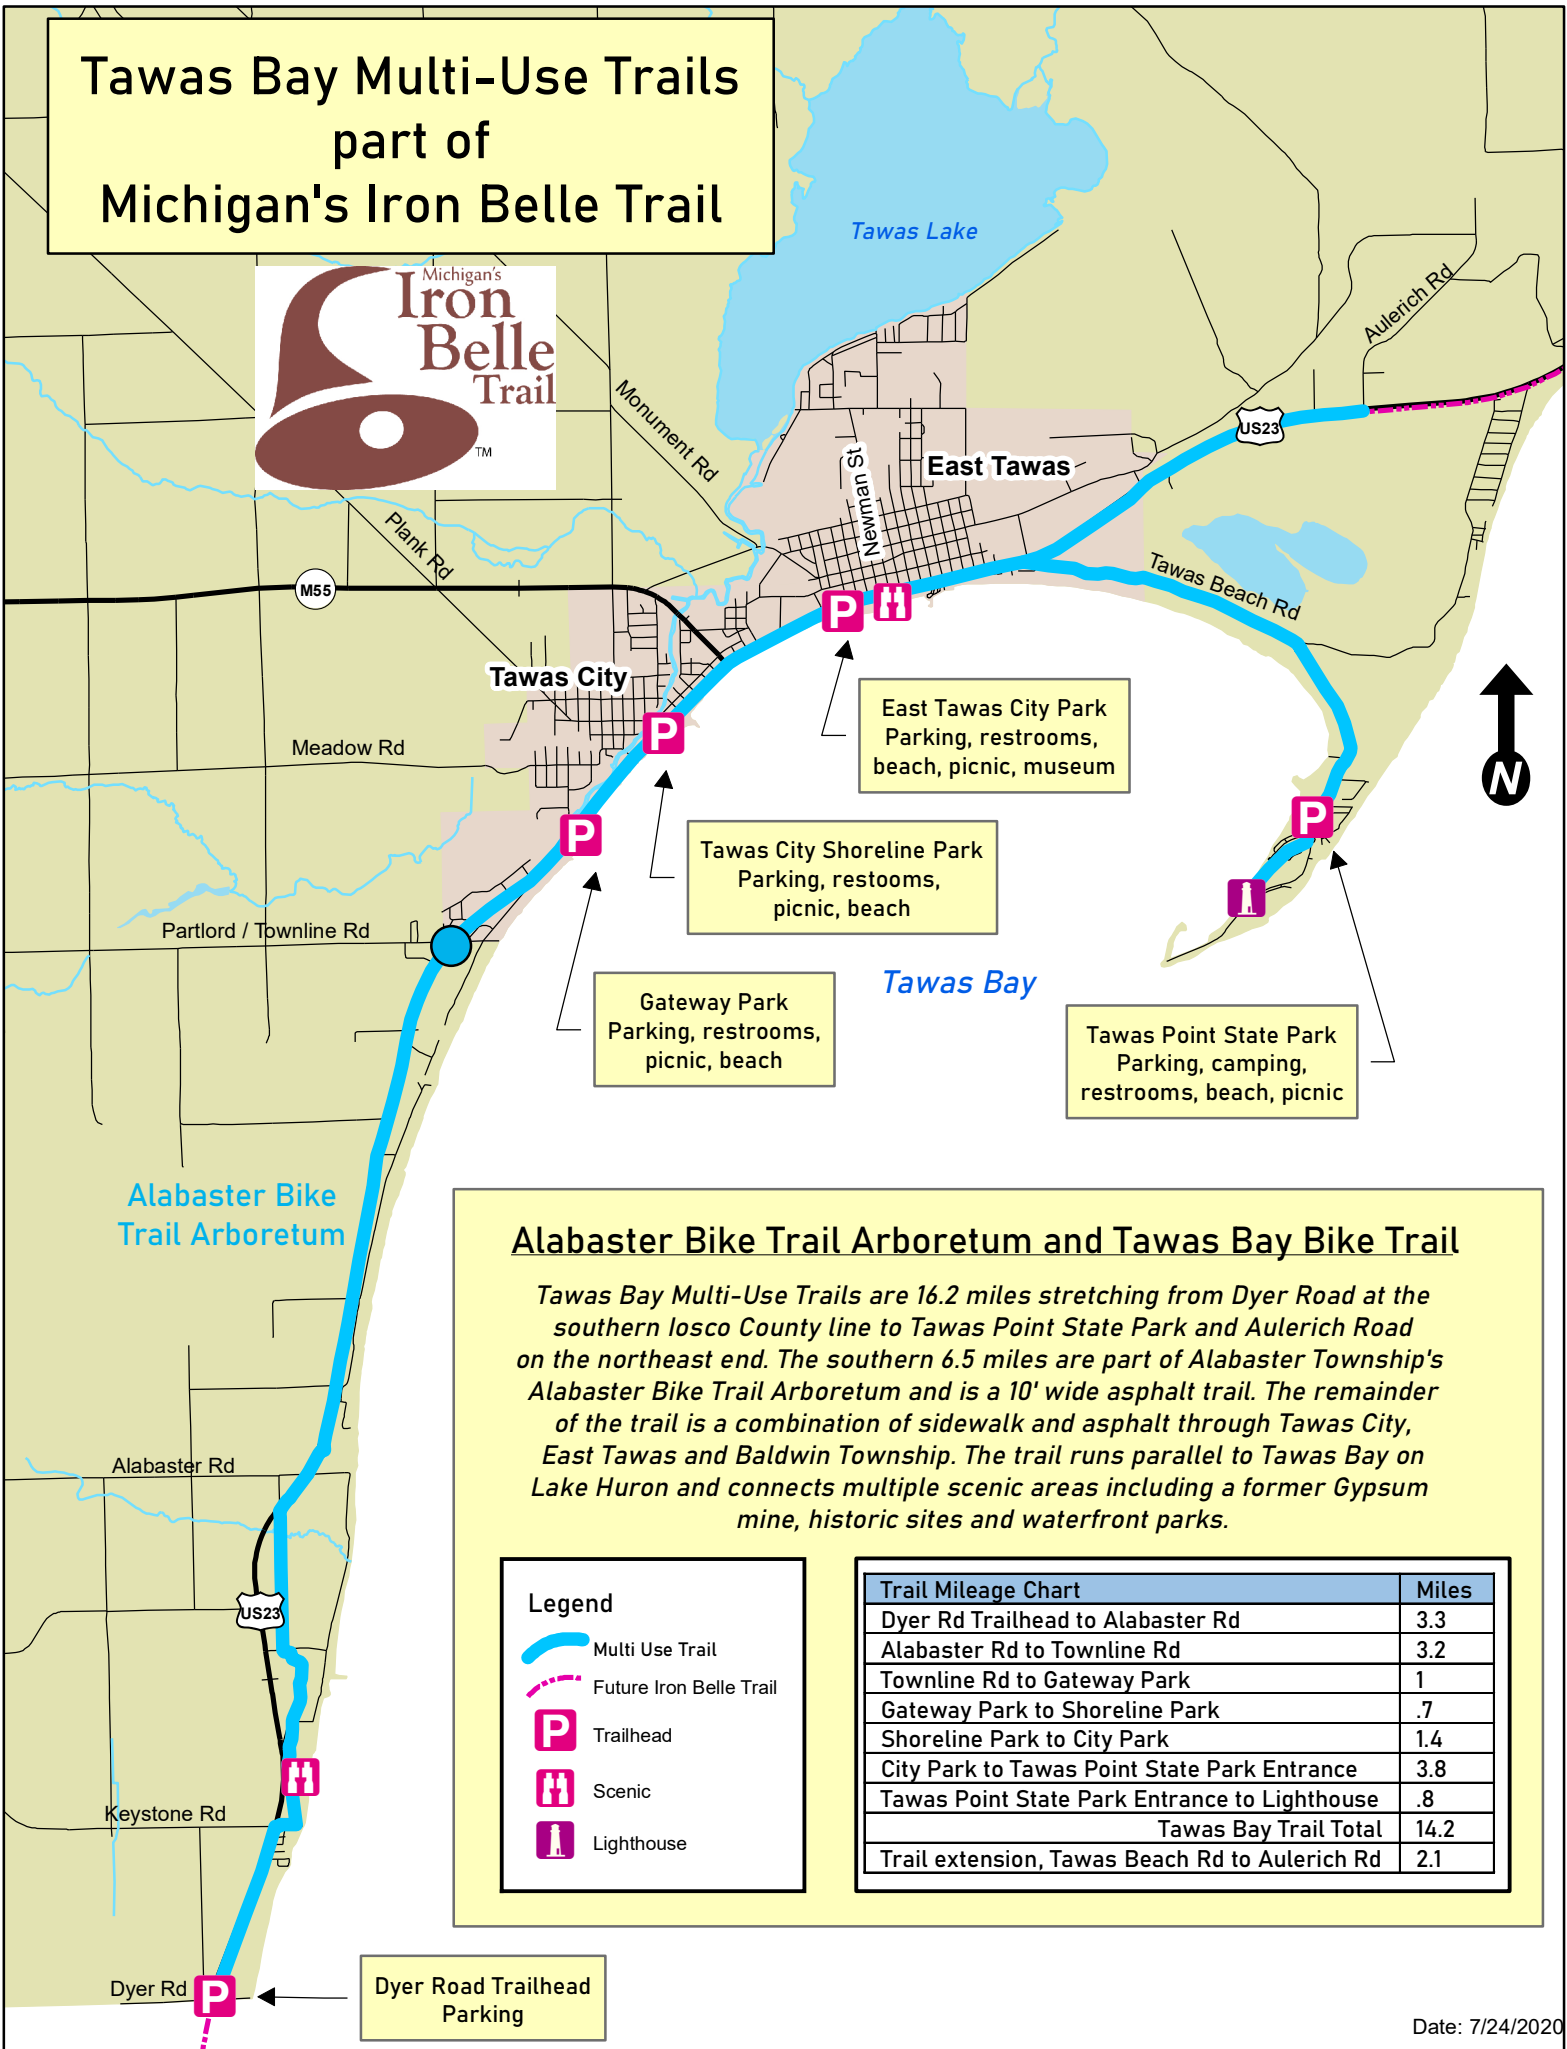 Tawas Bay Multi-Use Trails
part of
Michigan's Iron Belle Trail
Michigan's
Iron
Belle
Trail
TM
Tawas Lake
Aulerich Rd
US23
Monument Rd
Newman St
East Tawas
Plank Rd
M55
Tawas Beach Rd
P
Tawas City
P
East Tawas City Park
Parking, restrooms,
beach, picnic, museum
Meadow Rd
N
P
P
Tawas City Shoreline Park
Parking, restooms,
picnic, beach
Partlord / Townline Rd
Tawas Bay
Gateway Park
Parking, restrooms,
picnic, beach
Tawas Point State Park
Parking, camping,
restrooms, beach, picnic
Alabaster Bike
Trail Arboretum
Alabaster Bike Trail Arboretum and Tawas Bay Bike Trail
Tawas Bay Multi-Use Trails are 16.2 miles stretching from Dyer Road at the
southern Iosco County line to Tawas Point State Park and Aulerich Road
on the northeast end. The southern 6.5 miles are part of Alabaster Township's
Alabaster Bike Trail Arboretum and is a 10' wide asphalt trail. The remainder
of the trail is a combination of sidewalk and asphalt through Tawas City,
East Tawas and Baldwin Township. The trail runs parallel to Tawas Bay on
Lake Huron and connects multiple scenic areas including a former Gypsum
mine, historic sites and waterfront parks.
Alabaster Rd
US23
Keystone Rd
Legend
Multi Use Trail
Future Iron Belle Trail
P Trailhead
Scenic
Lighthouse
Trail Mileage Chart Miles
Dyer Rd Trailhead to Alabaster Rd 3.3
Alabaster Rd to Townline Rd 3.2
Townline Rd to Gateway Park 1
Gateway Park to Shoreline Park .7
Shoreline Park to City Park 1.4
City Park to Tawas Point State Park Entrance 3.8
Tawas Point State Park Entrance to Lighthouse .8
Tawas Bay Trail Total 14.2
Trail extension, Tawas Beach Rd to Aulerich Rd 2.1
Dyer Rd
P
Dyer Road Trailhead
Parking
Date: 7/24/2020